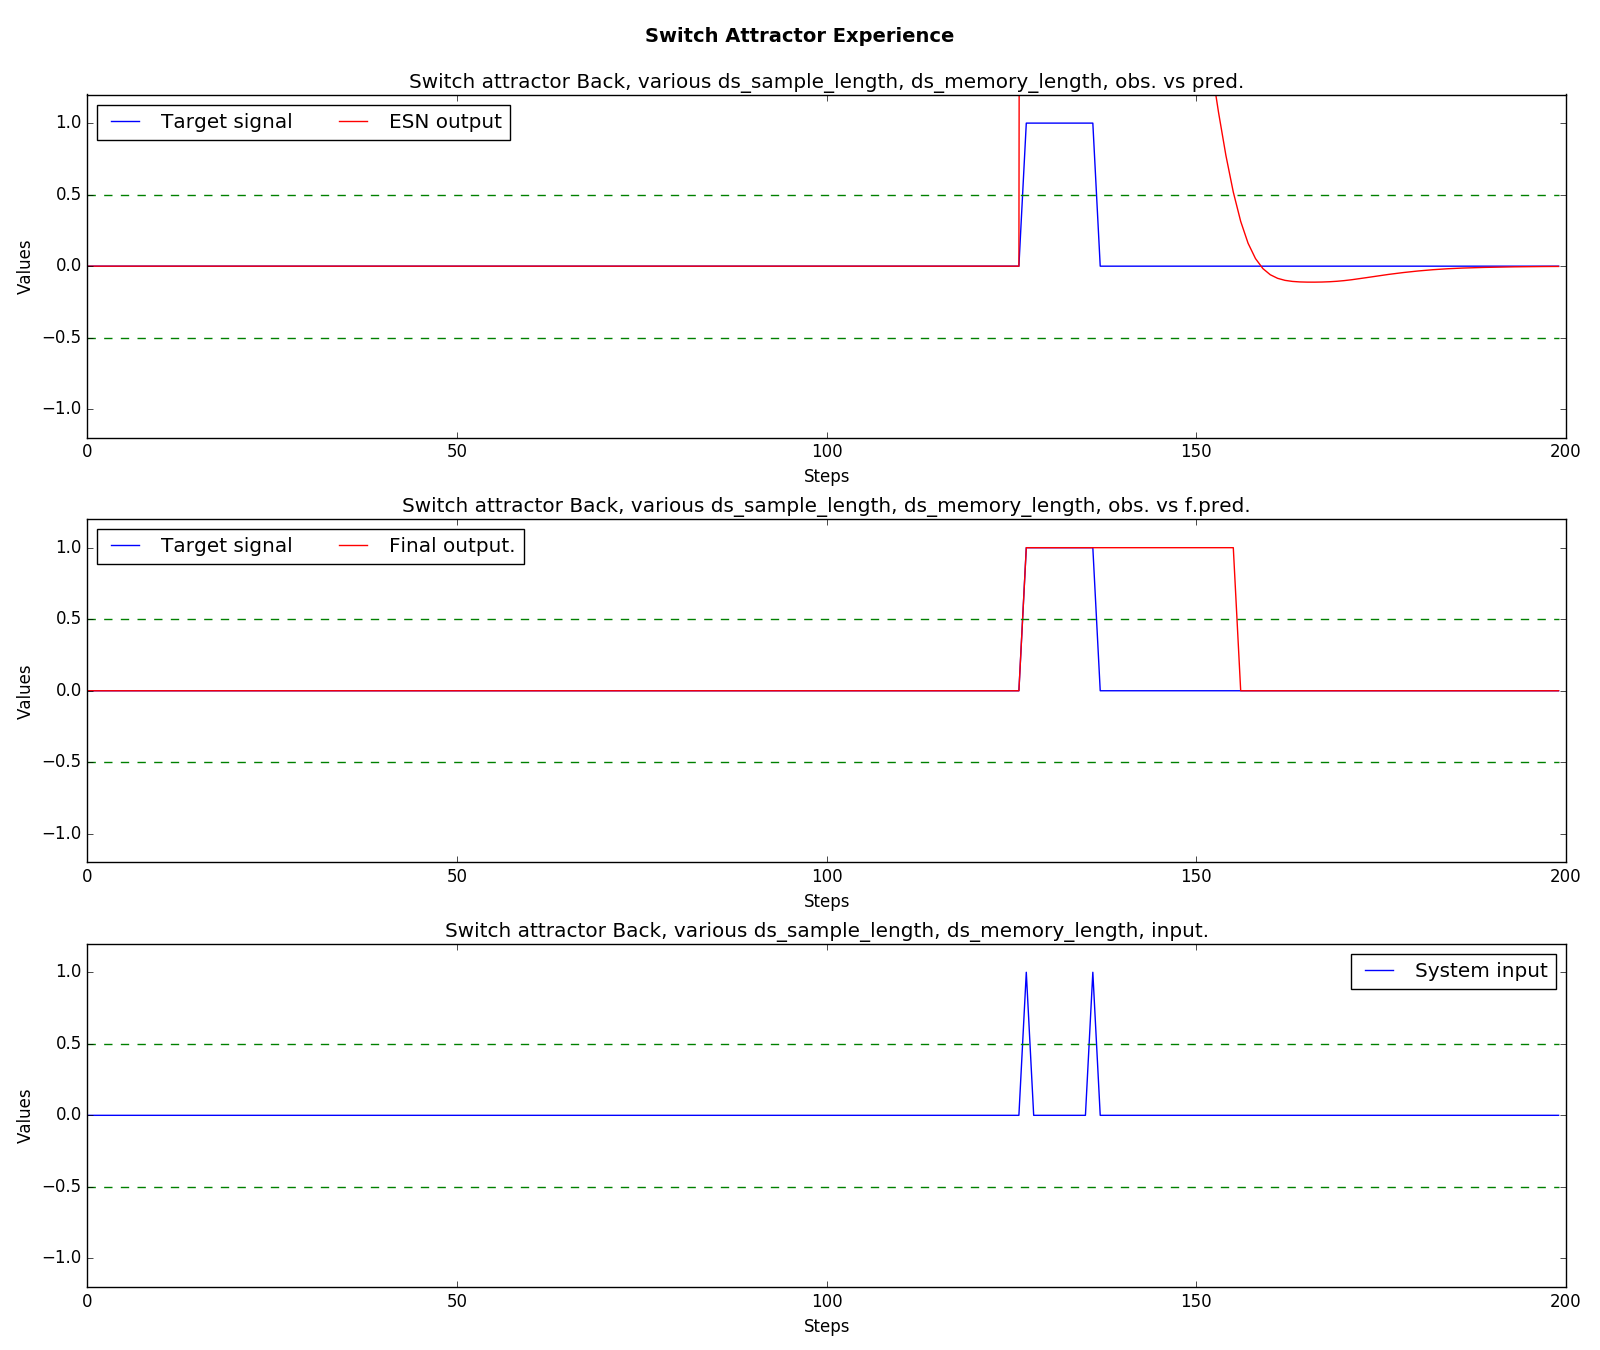 Switch Attractor Experience
Switch attractor Back, various ds_sample_length, ds_memory_length, obs. vs pred.
Target signal ESN output
1.0
0.5
0.0
−0.5
−1.0
Values
0 50 100 150 200
Steps
Switch attractor Back, various ds_sample_length, ds_memory_length, obs. vs f.pred.
Target signal Final output.
1.0
0.5
0.0
−0.5
−1.0
Values
0 50 100 150 200
Steps
Switch attractor Back, various ds_sample_length, ds_memory_length, input.
System input
1.0
0.5
0.0
−0.5
−1.0
Values
0 50 100 150 200
Steps